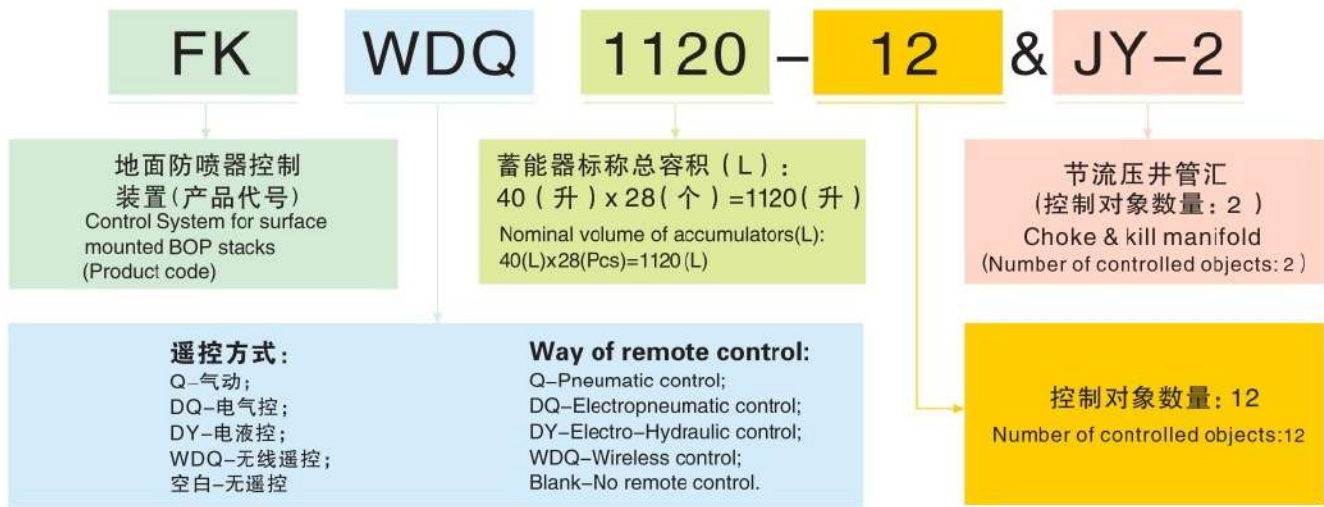 FK WDQ 1120-12 & JY-2
地面防喷器控制
装置(产品代号)
Control System for surface
mounted BOP stacks
(Product code)
蓄能器标称总容积(L):
40(升)x28(个)=1120(升)
Nominal volume of accumulators(L):
40(L)x28(Pcs)=1120(L)
节流压井管汇
(控制对象数量:2)
Choke & kill manifold
(Number of controlled objects:2)
遥控方式:
Q-气动;
DQ-电气控;
DY-电液控;
WDQ-无线遥控;
空白-无遥控
Way of remote control:
Q-Pneumatic control;
DQ-Electropneumatic control;
DY-Electro-Hydraulic control;
WDQ-Wireless control;
Blank-No remote control.
控制对象数量:12
Number of controlled objects:12